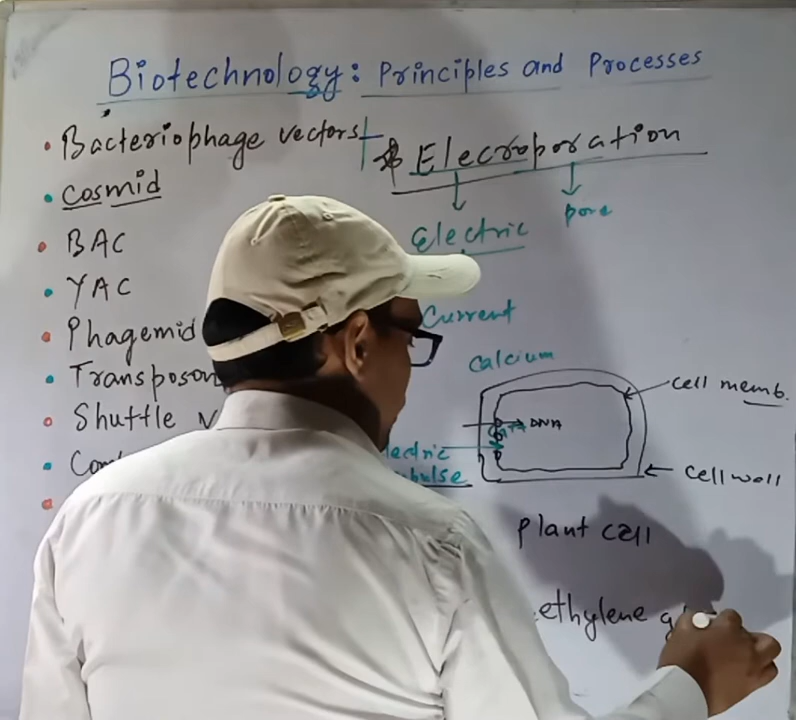 Biotechnology: Principles and Processes
• Bacteriophage vectors
• Cosmid
• BAC
• YAC
• Phagemid
• Transposon
• Shuttle
Elecroporation
Electric
pore
Current
Calcium
cell memb.
DNA
cell wall
Plant cell
ethylene